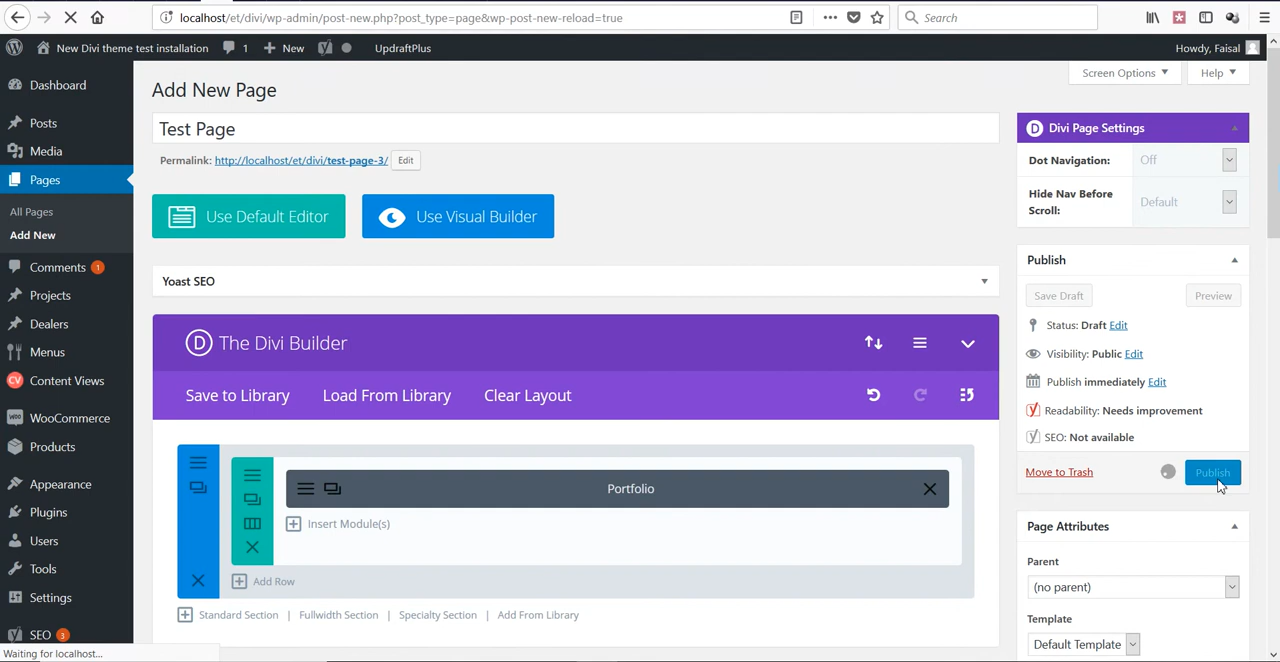 localhost/et/divi/wp-admin/post-new.php?post_type=page&wp-post-new-reload=true
Search
New Divi theme test installation
1
New
UpdraftPlus
Howdy, Faisal
Screen Options
Help
Dashboard
Posts
Media
Pages
All Pages
Add New
Comments 1
Projects
Dealers
Menus
CV Content Views
Woo WooCommerce
Products
Appearance
Plugins
Users
Tools
Settings
SEO 3
Waiting for localhost...
Add New Page
Test Page
Permalink: http://localhost/et/divi/test-page-3/ Edit
Use Default Editor
Use Visual Builder
Yoast SEO
D The Divi Builder
Save to Library
Load From Library
Clear Layout
Portfolio
Insert Module(s)
Add Row
Standard Section | Fullwidth Section | Specialty Section | Add From Library
D Divi Page Settings
Dot Navigation: Off
Hide Nav Before Scroll: Default
Publish
Save Draft
Preview
Status: Draft Edit
Visibility: Public Edit
Publish immediately Edit
Readability: Needs improvement
SEO: Not available
Move to Trash
Publish
Page Attributes
Parent
(no parent)
Template
Default Template